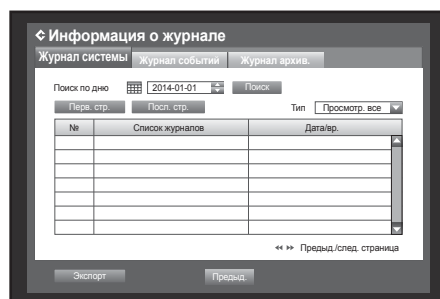 Информация о журнале
Журнал системы Журнал событий Журнал архив.
Поиск по дню 2014-01-01 Поиск
Перв. стр. Посл. стр. Тип Просмотр. все
№ Список журналов Дата/вр.
Предыд./след. страница
Экспорт Предыд.